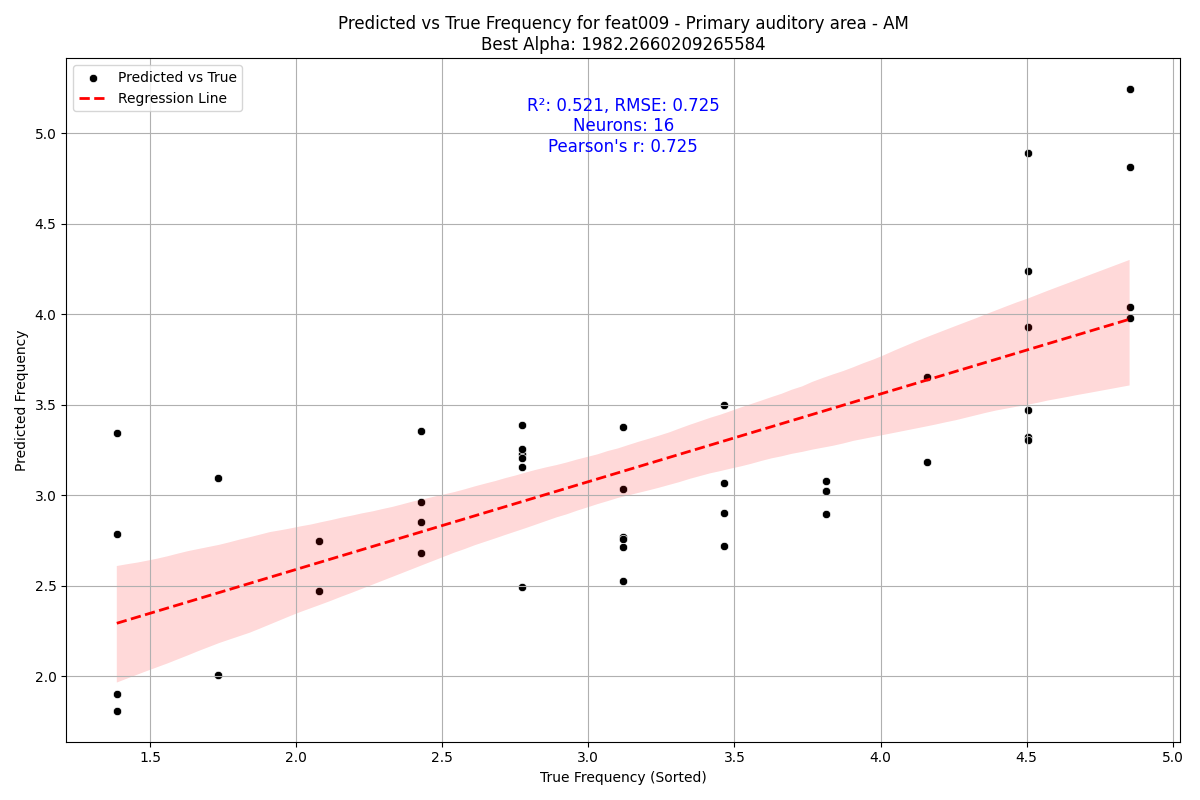 Predicted vs True Frequency for feat009 - Primary auditory area - AM
Best Alpha: 1982.2660209265584
Predicted vs True
Regression Line
R²: 0.521, RMSE: 0.725
Neurons: 16
Pearson's r: 0.725
Predicted Frequency
5.0
4.5
4.0
3.5
3.0
2.5
2.0
1.5 2.0 2.5 3.0 3.5 4.0 4.5 5.0
True Frequency (Sorted)